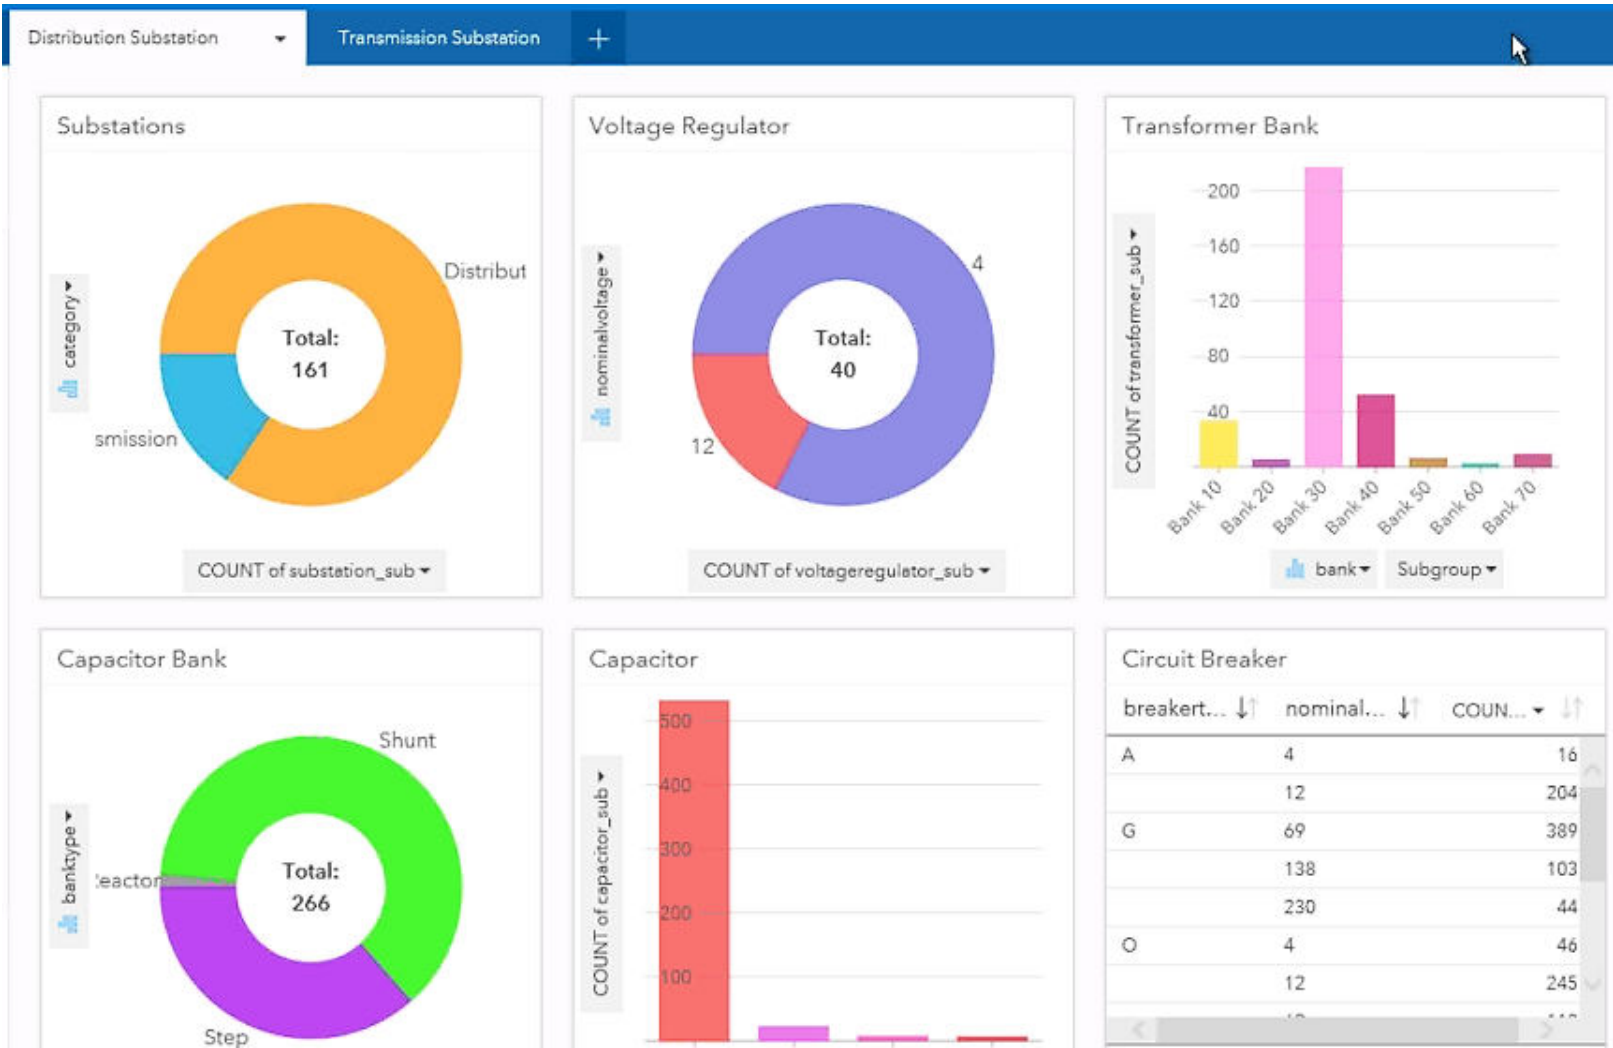 Distribution Substation
Transmission Substation
Substations
category
Distribut
Total:
161
smission
COUNT of substation_sub
Voltage Regulator
nominalvoltage
4
Total:
40
12
COUNT of voltageregulator_sub
Transformer Bank
COUNT of transformer_sub
200
160
120
80
40
Bank 10
Bank 20
Bank 30
Bank 40
Bank 50
Bank 60
Bank 70
bank
Subgroup
Capacitor Bank
banktype
Shunt
eactor
Total:
266
Step
Capacitor
COUNT of capacitor_sub
500
400
300
200
100
Circuit Breaker
breakert... nominal... COUN...
A 4 16
12 204
G 69 389
138 103
230 44
O 4 46
12 245